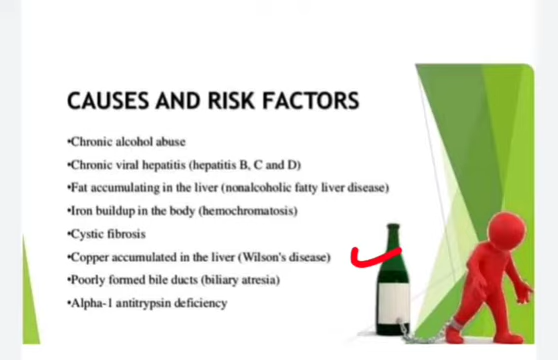 CAUSES AND RISK FACTORS
•Chronic alcohol abuse
•Chronic viral hepatitis (hepatitis B, C and D)
•Fat accumulating in the liver (nonalcoholic fatty liver disease)
•Iron buildup in the body (hemochromatosis)
•Cystic fibrosis
•Copper accumulated in the liver (Wilson's disease)
•Poorly formed bile ducts (biliary atresia)
•Alpha-1 antitrypsin deficiency